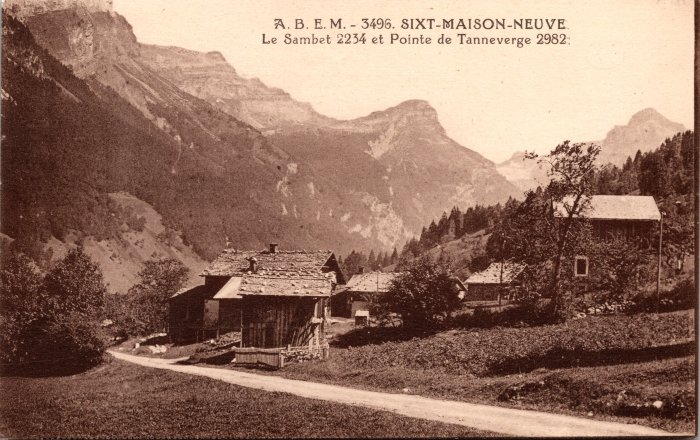 A. B. E. M. - 3496. SIXT-MAISON-NEUVE
Le Sambet 2234 et Pointe de Tanneverge 2982